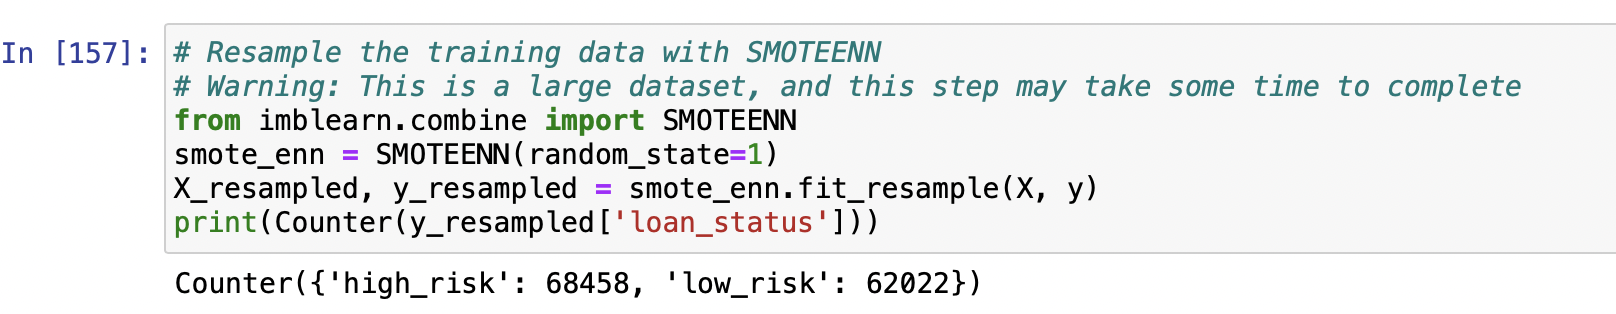 In [157]: # Resample the training data with SMOTEENN
# Warning: This is a large dataset, and this step may take some time to complete
from imblearn.combine import SMOTEENN
smote_enn = SMOTEENN(random_state=1)
X_resampled, y_resampled = smote_enn.fit_resample(X, y)
print(Counter(y_resampled['loan_status']))
Counter({'high_risk': 68458, 'low_risk': 62022})